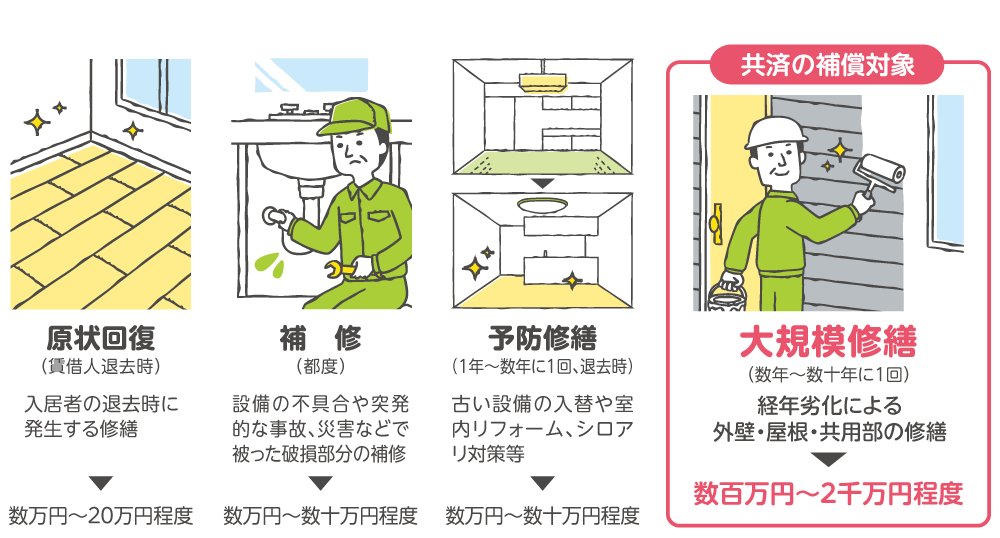 共済の補償対象
原状回復
（賃借人退去時）
入居者の退去時に
発生する修繕
数万円～20万円程度
補　修
（都度）
設備の不具合や突発
的な事故、災害などで
被った破損部分の補修
数万円～数十万円程度
予防修繕
（1年～数年に1回、退去時）
古い設備の入替や室
内リフォーム、シロア
リ対策等
数万円～数十万円程度
大規模修繕
（数年～数十年に1回）
経年劣化による
外壁・屋根・共用部の修繕
数百万円～2千万円程度